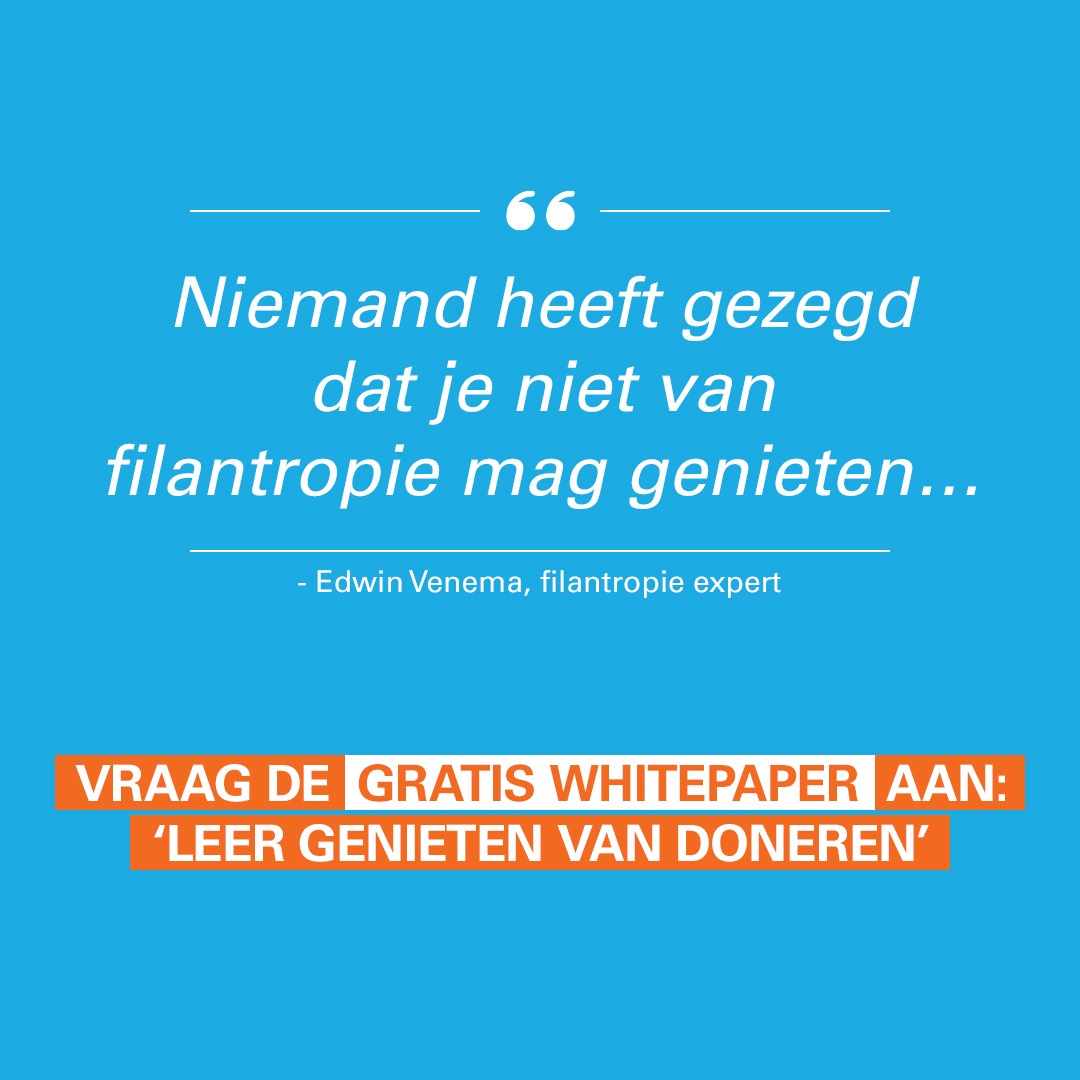 “
Niemand heeft gezegd
dat je niet van
filantropie mag genieten...
- Edwin Venema, filantropie expert
VRAAG DE GRATIS WHITEPAPER AAN:
‘LEER GENIETEN VAN DONEREN’